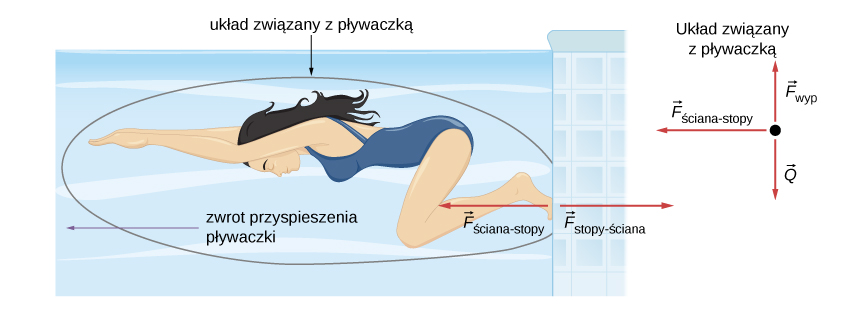 układ związany z pływaczką
zwrot przyspieszenia
pływaczki
F⃗ściana-stopy
F⃗stopy-ściana
Układ związany
z pływaczką
F⃗wyp
F⃗ściana-stopy
Q⃗